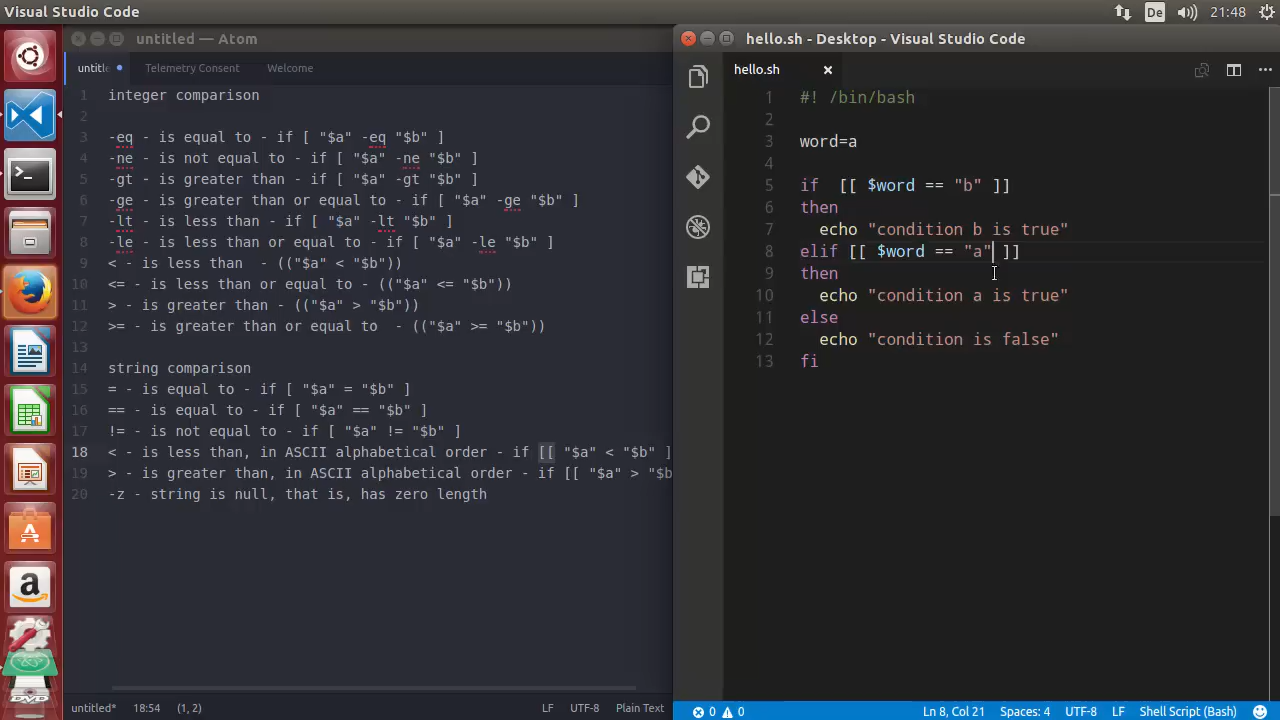 Visual Studio Code
De
21:48
untitled — Atom
untitle
Telemetry Consent
Welcome
1 integer comparison
2
3 -eq - is equal to - if [ "$a" -eq "$b" ]
4 -ne - is not equal to - if [ "$a" -ne "$b" ]
5 -gt - is greater than - if [ "$a" -gt "$b" ]
6 -ge - is greater than or equal to - if [ "$a" -ge "$b" ]
7 -lt - is less than - if [ "$a" -lt "$b" ]
8 -le - is less than or equal to - if [ "$a" -le "$b" ]
9 < - is less than  - (("$a" < "$b"))
10 <= - is less than or equal to - (("$a" <= "$b"))
11 > - is greater than - (("$a" > "$b"))
12 >= - is greater than or equal to  - (("$a" >= "$b"))
13
14 string comparison
15 = - is equal to - if [ "$a" = "$b" ]
16 == - is equal to - if [ "$a" == "$b" ]
17 != - is not equal to - if [ "$a" != "$b" ]
18 < - is less than, in ASCII alphabetical order - if [[ "$a" < "$b" ]
19 > - is greater than, in ASCII alphabetical order - if [[ "$a" > "$b
20 -z - string is null, that is, has zero length
untitled* 18:54 (1, 2) LF UTF-8 Plain Text
hello.sh - Desktop - Visual Studio Code
hello.sh
1 #! /bin/bash
2
3 word=a
4
5 if  [[ $word == "b" ]]
6 then
7   echo "condition b is true"
8 elif [[ $word == "a" ]]
9 then
10   echo "condition a is true"
11 else
12   echo "condition is false"
13 fi
0 0 Ln 8, Col 21 Spaces: 4 UTF-8 LF Shell Script (Bash)